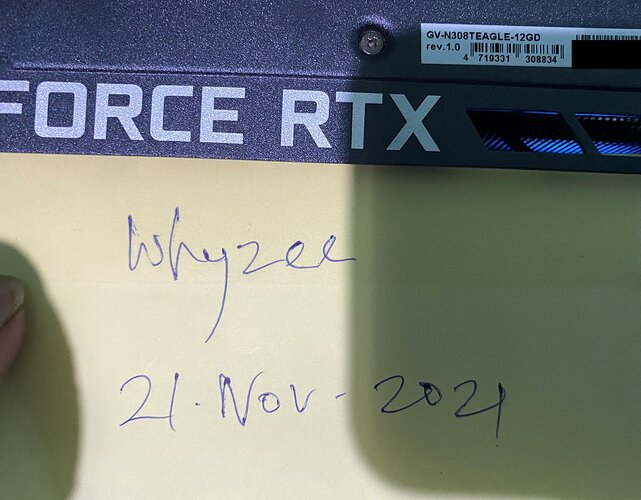 GV-N308TEAGLE-12GD
rev.1.0
4 719331 308834
FORCE RTX
Whyzee
21. Nov - 2021